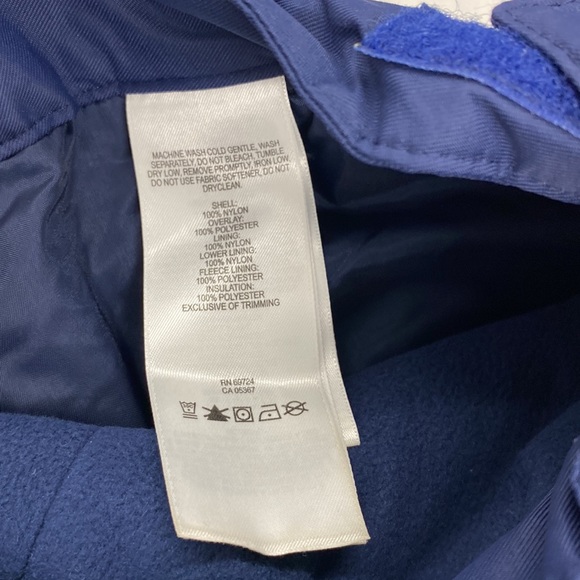 MACHINE WASH COLD GENTLE, WASH
SEPARATELY, DO NOT BLEACH, TUMBLE
DRY LOW, REMOVE PROMPTLY, IRON LOW,
DO NOT USE FABRIC SOFTENER, DO NOT
DRYCLEAN.
SHELL:
100% NYLON
OVERLAY:
100% POLYESTER
LINING:
100% NYLON
LOWER LINING:
100% NYLON
FLEECE LINING:
100% POLYESTER
INSULATION:
100% POLYESTER
EXCLUSIVE OF TRIMMING
RN 69724
CA 05367